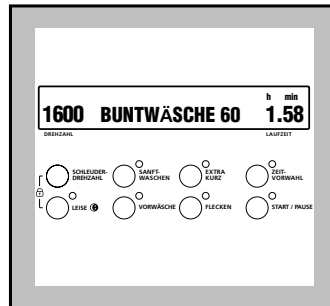 h min
1600 BUNTWÄSCHE 60 1.58
DREHZAHL LAUFZEIT
SCHLEUDER-
DREHZAHL
SANFT-
WASCHEN
EXTRA
KURZ
ZEIT-
VORWAHL
LEISE
VORWÄSCHE
FLECKEN
START / PAUSE